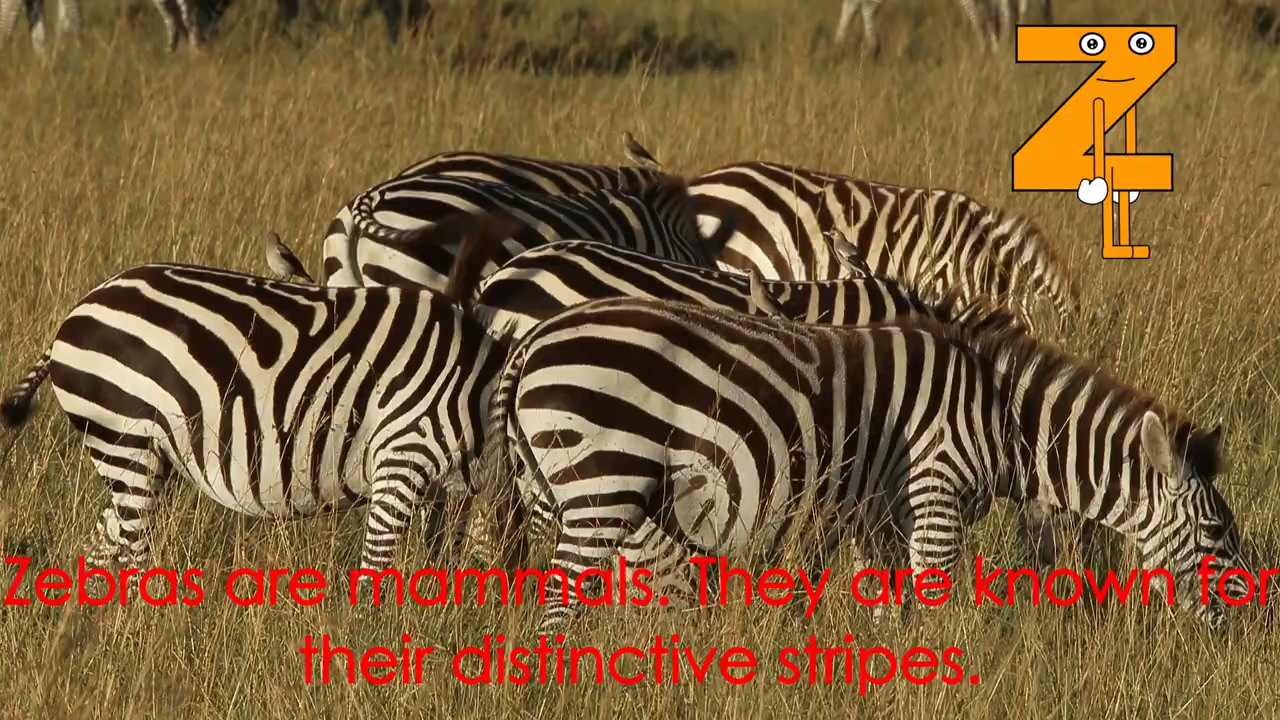 Z
Zebras are mammals. They are known for
their distinctive stripes.